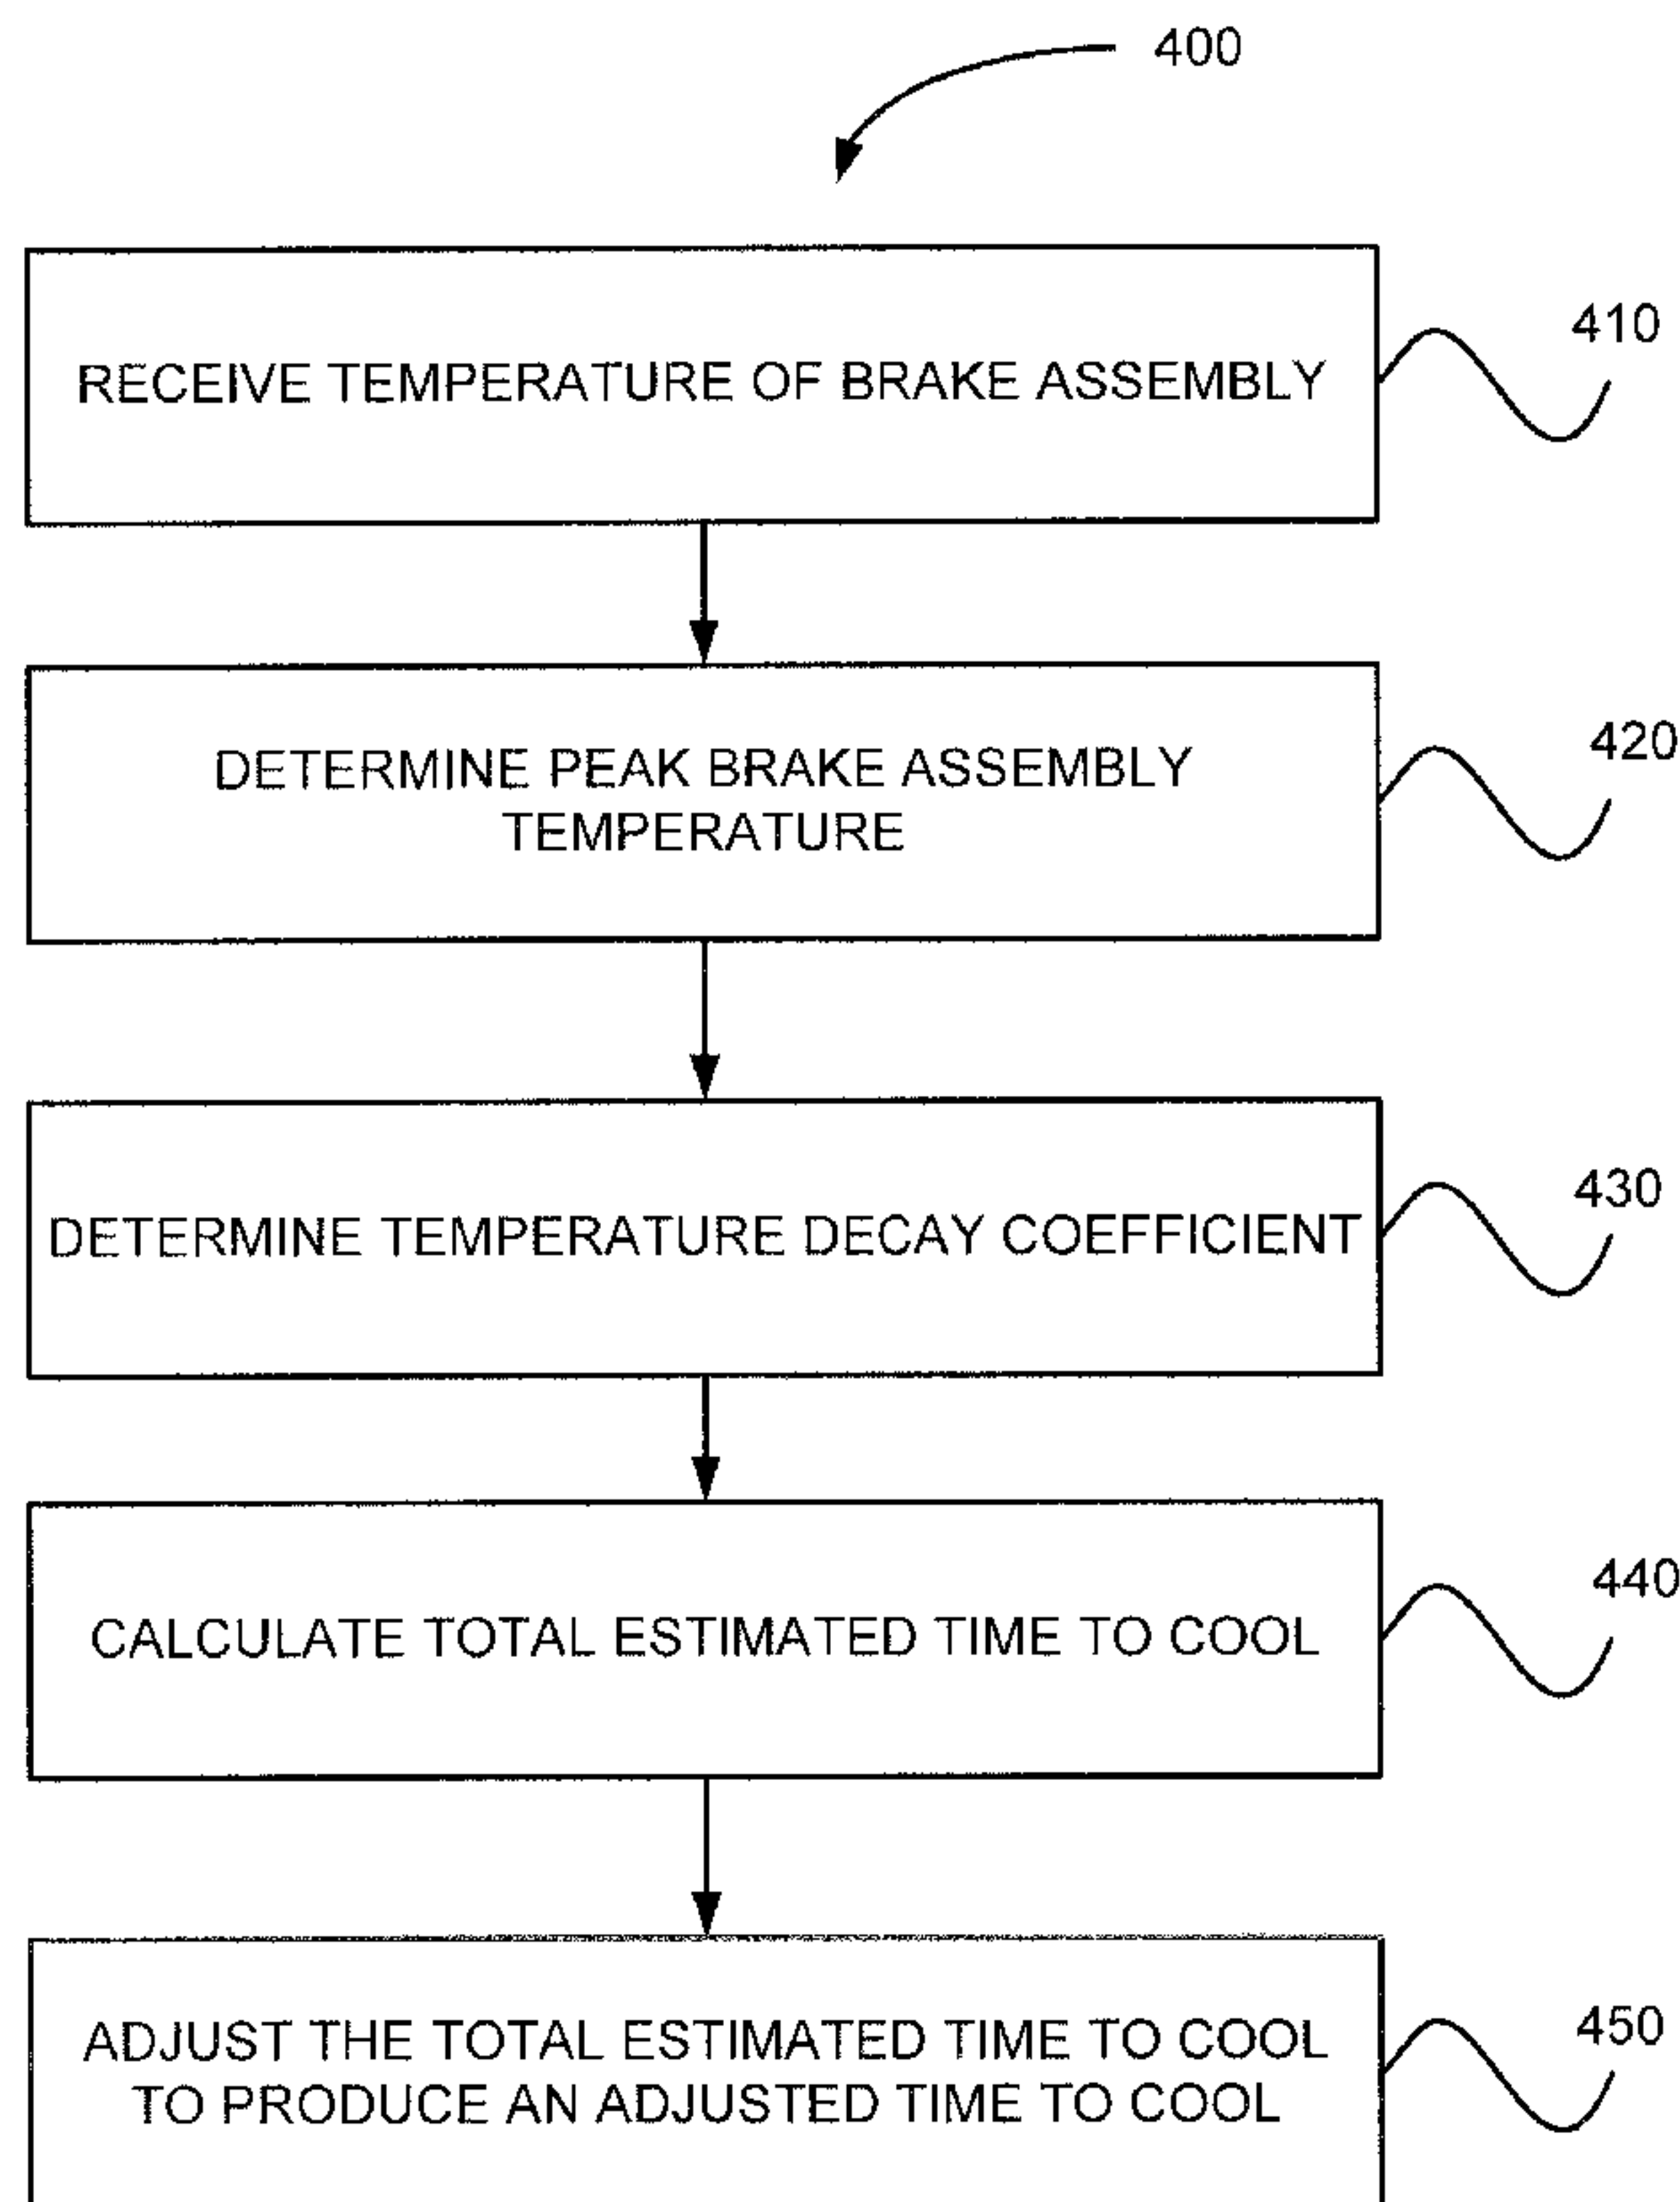 400
RECEIVE TEMPERATURE OF BRAKE ASSEMBLY
410
DETERMINE PEAK BRAKE ASSEMBLY
TEMPERATURE
420
DETERMINE TEMPERATURE DECAY COEFFICIENT
430
CALCULATE TOTAL ESTIMATED TIME TO COOL
440
ADJUST THE TOTAL ESTIMATED TIME TO COOL
TO PRODUCE AN ADJUSTED TIME TO COOL
450